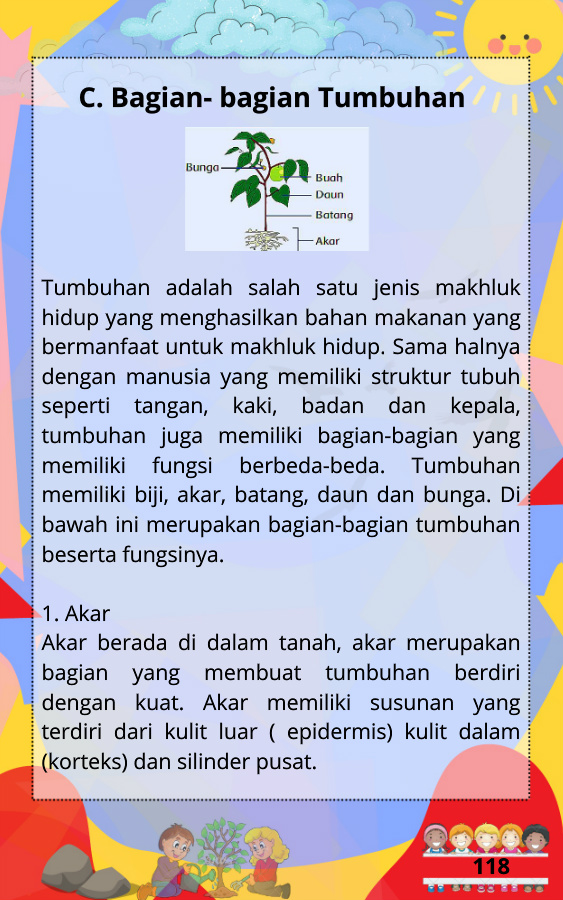 C. Bagian- bagian Tumbuhan
Bunga
Buah
Daun
Batang
Akar
Tumbuhan adalah salah satu jenis makhluk
hidup yang menghasilkan bahan makanan yang
bermanfaat untuk makhluk hidup. Sama halnya
dengan manusia yang memiliki struktur tubuh
seperti tangan, kaki, badan dan kepala,
tumbuhan juga memiliki bagian-bagian yang
memiliki fungsi berbeda-beda. Tumbuhan
memiliki biji, akar, batang, daun dan bunga. Di
bawah ini merupakan bagian-bagian tumbuhan
beserta fungsinya.
1. Akar
Akar berada di dalam tanah, akar merupakan
bagian yang membuat tumbuhan berdiri
dengan kuat. Akar memiliki susunan yang
terdiri dari kulit luar ( epidermis) kulit dalam
(korteks) dan silinder pusat.
118